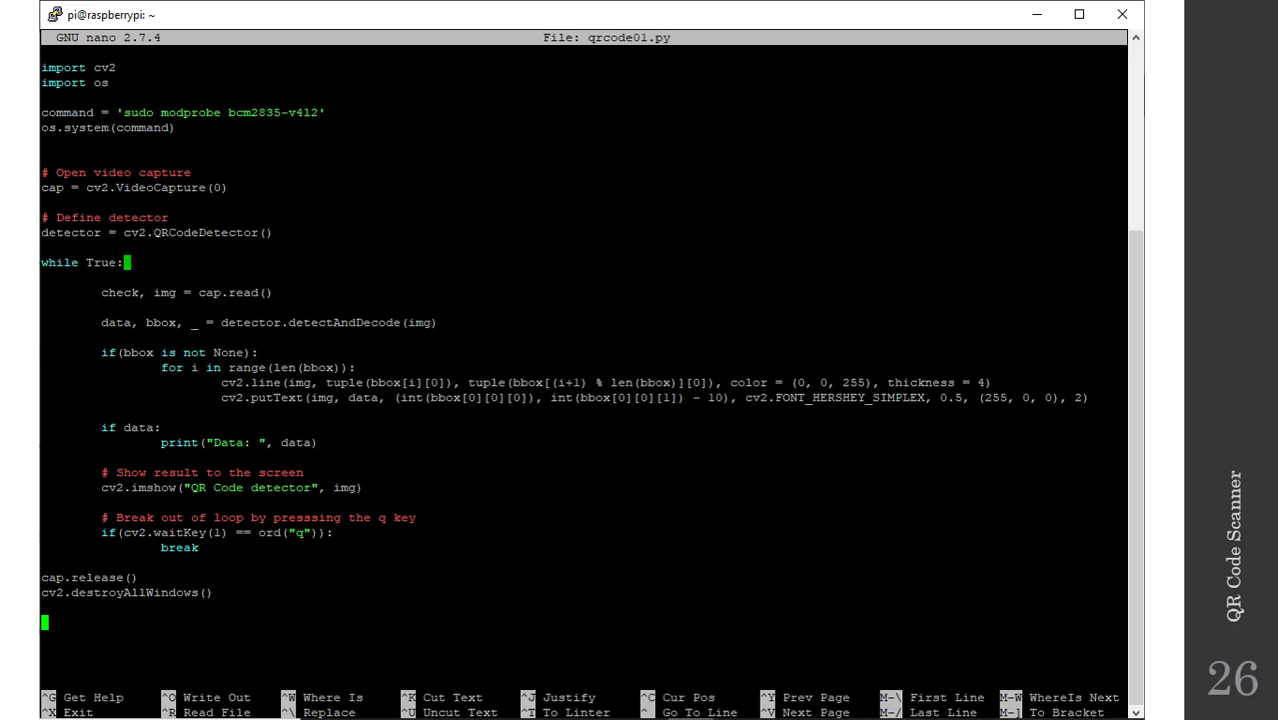 pi@raspberrypi: ~
GNU nano 2.7.4 File: qrcode01.py
import cv2
import os
command = 'sudo modprobe bcm2835-v4l2'
os.system(command)
# Open video capture
cap = cv2.VideoCapture(0)
# Define detector
detector = cv2.QRCodeDetector()
while True:
check, img = cap.read()
data, bbox, _ = detector.detectAndDecode(img)
if(bbox is not None):
for i in range(len(bbox)):
cv2.line(img, tuple(bbox[i][0]), tuple(bbox[(i+1) % len(bbox)][0]), color = (0, 0, 255), thickness = 4)
cv2.putText(img, data, (int(bbox[0][0][0]), int(bbox[0][0][1]) - 10), cv2.FONT_HERSHEY_SIMPLEX, 0.5, (255, 0, 0), 2)
if data:
print("Data: ", data)
# Show result to the screen
cv2.imshow("QR Code detector", img)
# Break out of loop by presssing the q key
if(cv2.waitKey(1) == ord("q")):
break
cap.release()
cv2.destroyAllWindows()
^G Get Help ^O Write Out ^W Where Is ^K Cut Text ^J Justify ^C Cur Pos ^Y Prev Page M-\ First Line M-W WhereIs Next
^X Exit ^R Read File ^\ Replace ^U Uncut Text ^T To Linter ^_ Go To Line ^V Next Page M-/ Last Line M-] To Bracket
QR Code Scanner
26